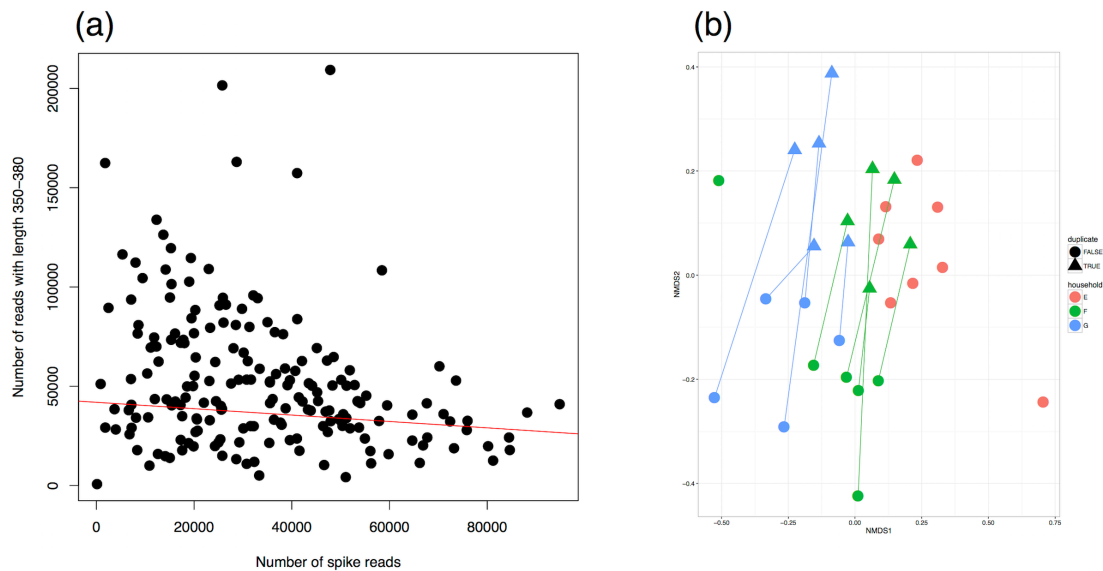 (a)
Number of reads with length 350−380
200000
150000
100000
50000
0
0 20000 40000 60000 80000
Number of spike reads
(b)
NMDS2
0.4
0.2
0.0
−0.2
−0.4
−0.50 −0.25 0.00 0.25 0.50 0.75
NMDS1
duplicate
FALSE
TRUE
household
E
F
G